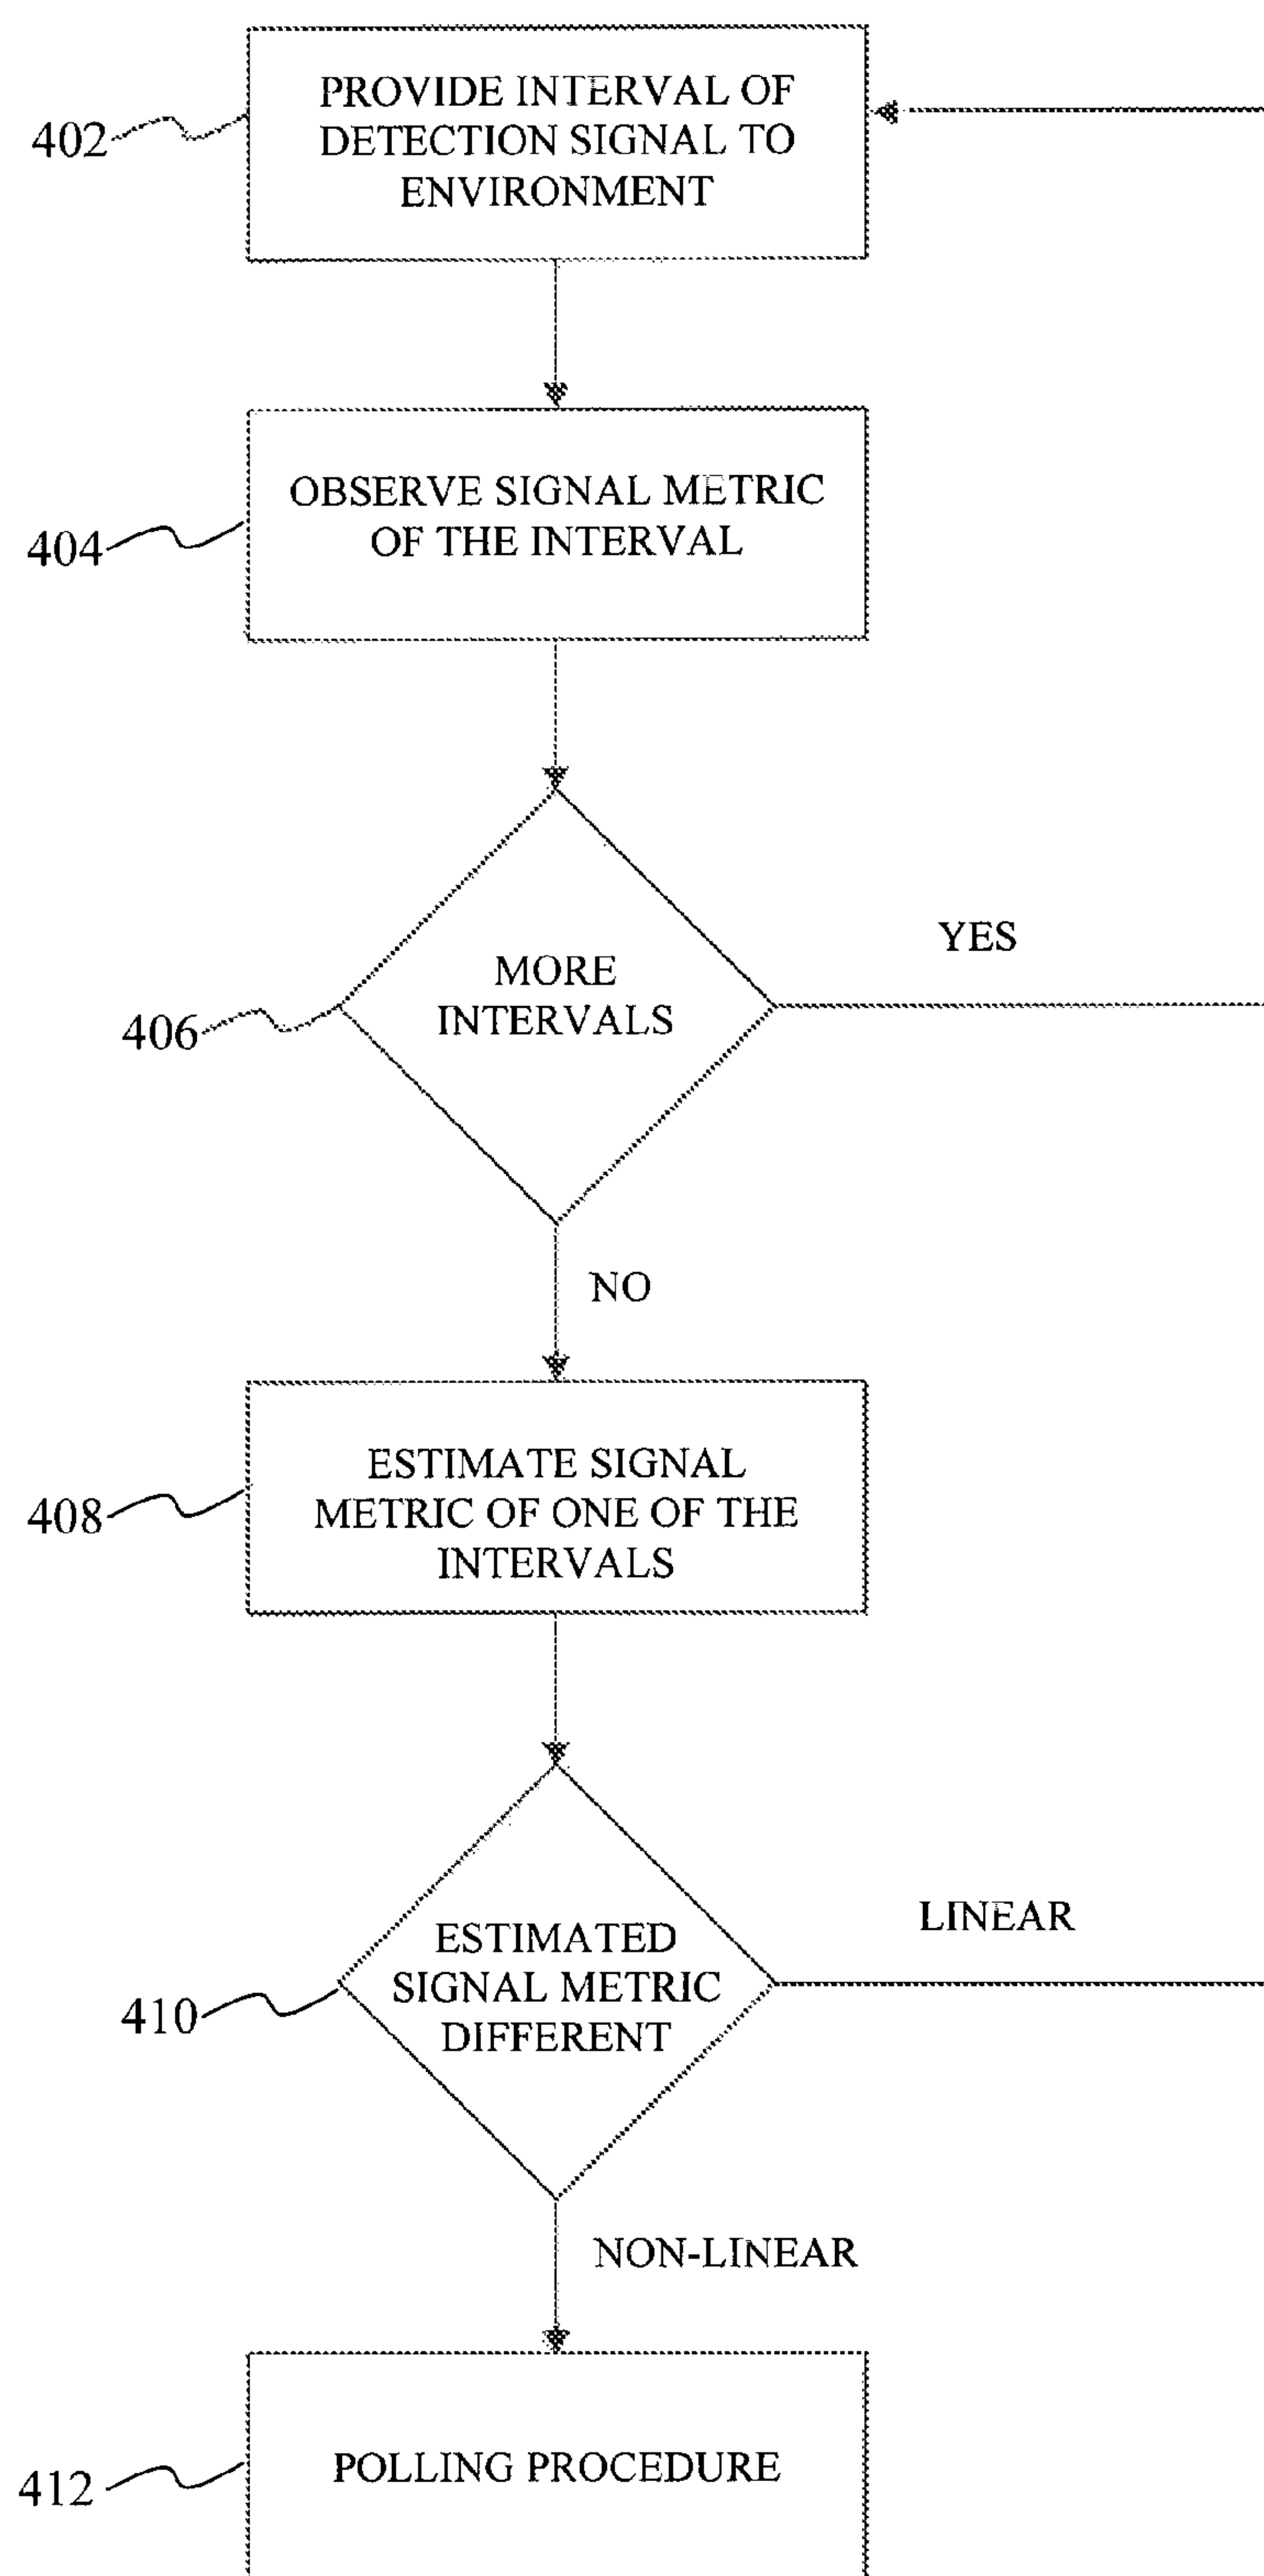 402
PROVIDE INTERVAL OF
DETECTION SIGNAL TO
ENVIRONMENT
404
OBSERVE SIGNAL METRIC
OF THE INTERVAL
406
MORE
INTERVALS
YES
NO
408
ESTIMATE SIGNAL
METRIC OF ONE OF THE
INTERVALS
410
ESTIMATED
SIGNAL METRIC
DIFFERENT
LINEAR
NON-LINEAR
412
POLLING PROCEDURE